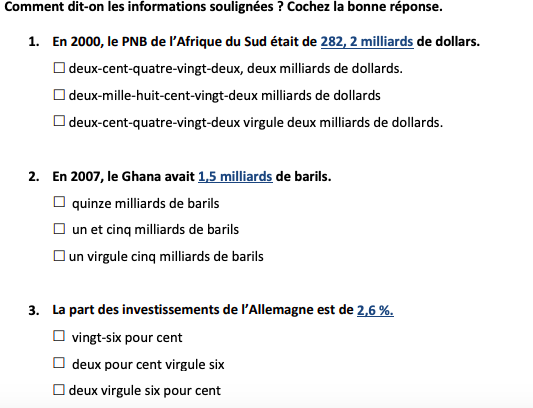 Comment dit-on les informations soulignées ? Cochez la bonne réponse.
1. En 2000, le PNB de l'Afrique du Sud était de 282, 2 milliards de dollars.
☐ deux-cent-quatre-vingt-deux, deux milliards de dollards.
☐ deux-mille-huit-cent-vingt-deux milliards de dollards
☐ deux-cent-quatre-vingt-deux virgule deux milliards de dollards.
2. En 2007, le Ghana avait 1,5 milliards de barils.
☐ quinze milliards de barils
☐ un et cinq milliards de barils
☐ un virgule cinq milliards de barils
3. La part des investissements de l'Allemagne est de 2,6 %.
☐ vingt-six pour cent
☐ deux pour cent virgule six
☐ deux virgule six pour cent